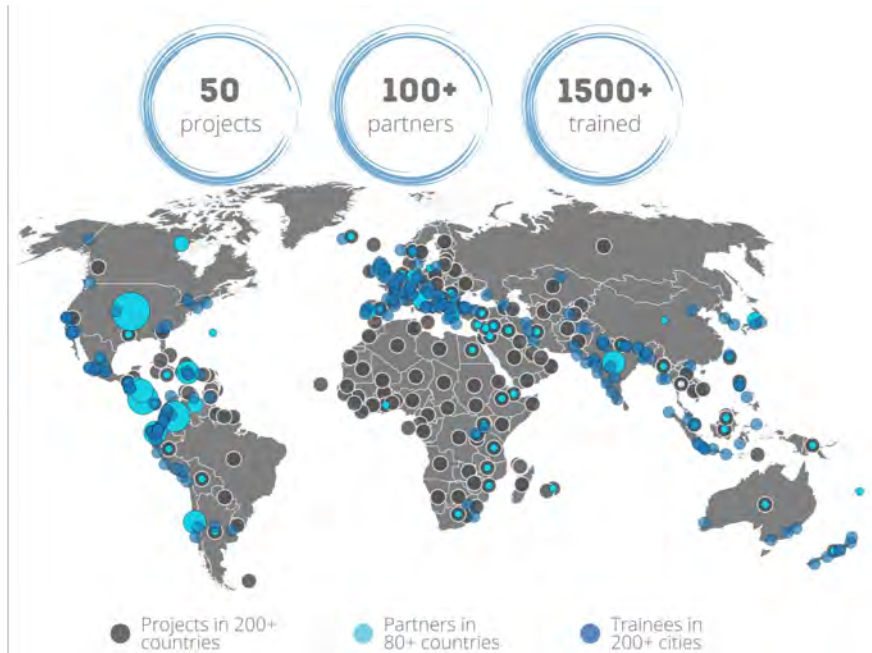 50
projects
100+
partners
1500+
trained
Projects in 200+
countries
Partners in
80+ countries
Trainees in
200+ cities